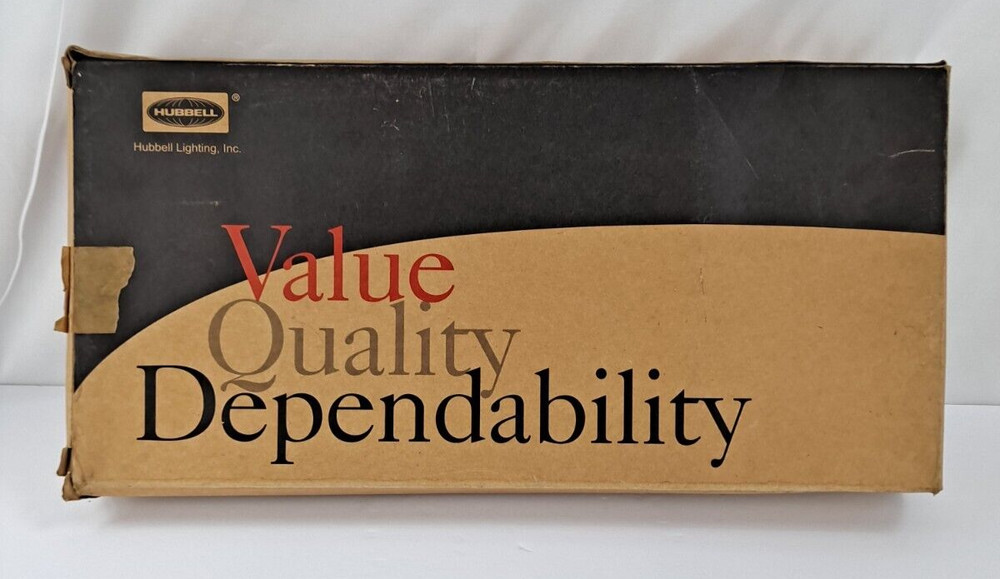 HUBBELL ®
Hubbell Lighting, Inc.
Value
Quality
Dependability